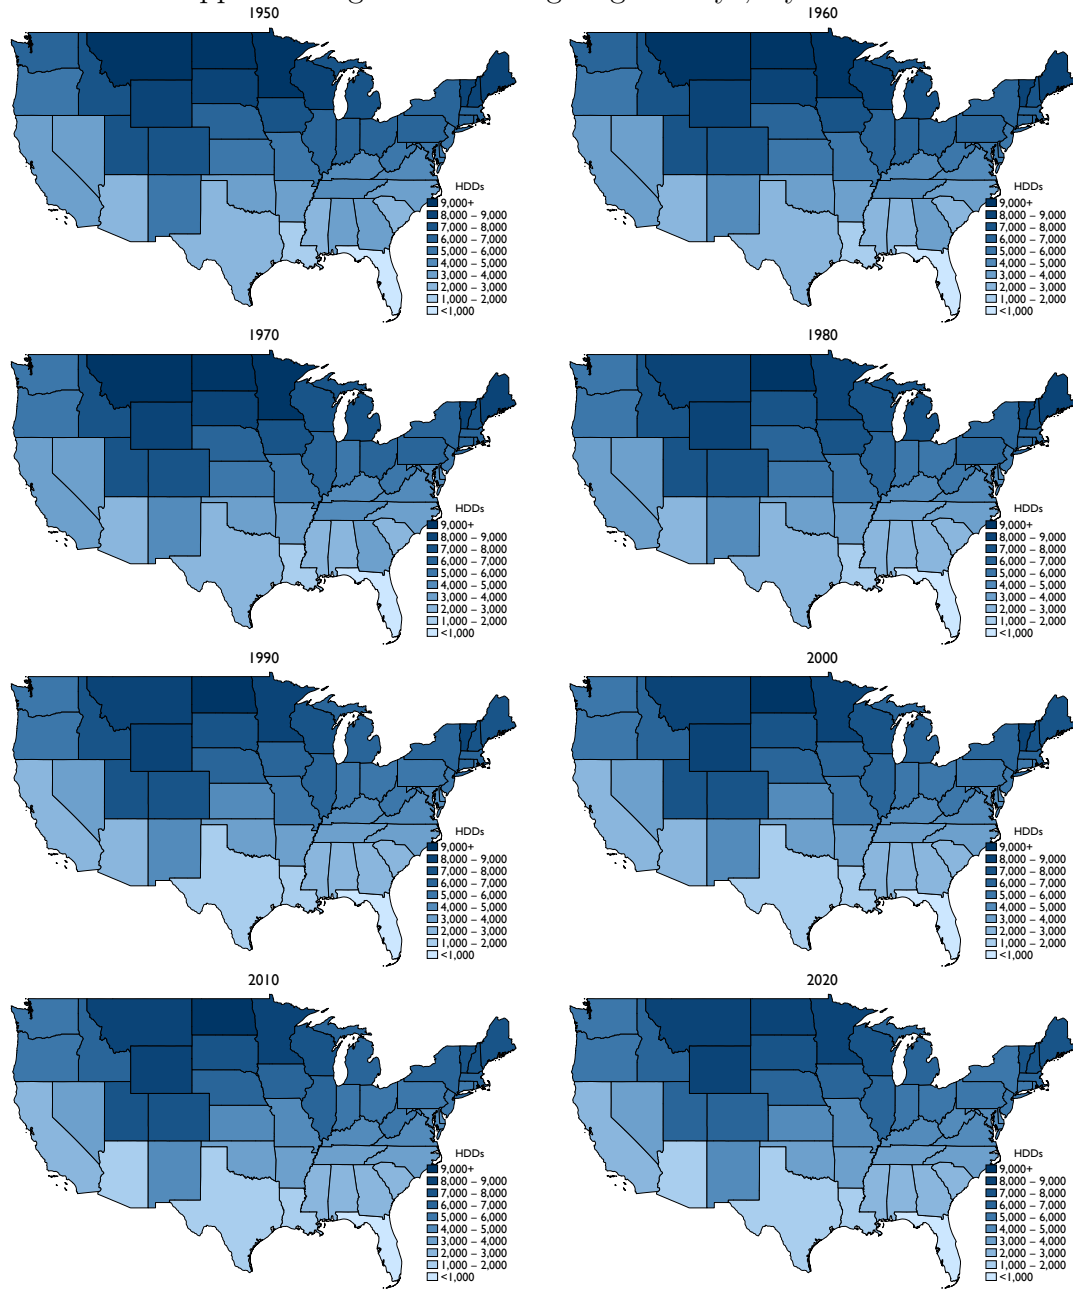 1950
HDDs
9,000+
8,000 – 9,000
7,000 – 8,000
6,000 – 7,000
5,000 – 6,000
4,000 – 5,000
3,000 – 4,000
2,000 – 3,000
1,000 – 2,000
<1,000
1960
HDDs
9,000+
8,000 – 9,000
7,000 – 8,000
6,000 – 7,000
5,000 – 6,000
4,000 – 5,000
3,000 – 4,000
2,000 – 3,000
1,000 – 2,000
<1,000
1970
HDDs
9,000+
8,000 – 9,000
7,000 – 8,000
6,000 – 7,000
5,000 – 6,000
4,000 – 5,000
3,000 – 4,000
2,000 – 3,000
1,000 – 2,000
<1,000
1980
HDDs
9,000+
8,000 – 9,000
7,000 – 8,000
6,000 – 7,000
5,000 – 6,000
4,000 – 5,000
3,000 – 4,000
2,000 – 3,000
1,000 – 2,000
<1,000
1990
HDDs
9,000+
8,000 – 9,000
7,000 – 8,000
6,000 – 7,000
5,000 – 6,000
4,000 – 5,000
3,000 – 4,000
2,000 – 3,000
1,000 – 2,000
<1,000
2000
HDDs
9,000+
8,000 – 9,000
7,000 – 8,000
6,000 – 7,000
5,000 – 6,000
4,000 – 5,000
3,000 – 4,000
2,000 – 3,000
1,000 – 2,000
<1,000
2010
HDDs
9,000+
8,000 – 9,000
7,000 – 8,000
6,000 – 7,000
5,000 – 6,000
4,000 – 5,000
3,000 – 4,000
2,000 – 3,000
1,000 – 2,000
<1,000
2020
HDDs
9,000+
8,000 – 9,000
7,000 – 8,000
6,000 – 7,000
5,000 – 6,000
4,000 – 5,000
3,000 – 4,000
2,000 – 3,000
1,000 – 2,000
<1,000